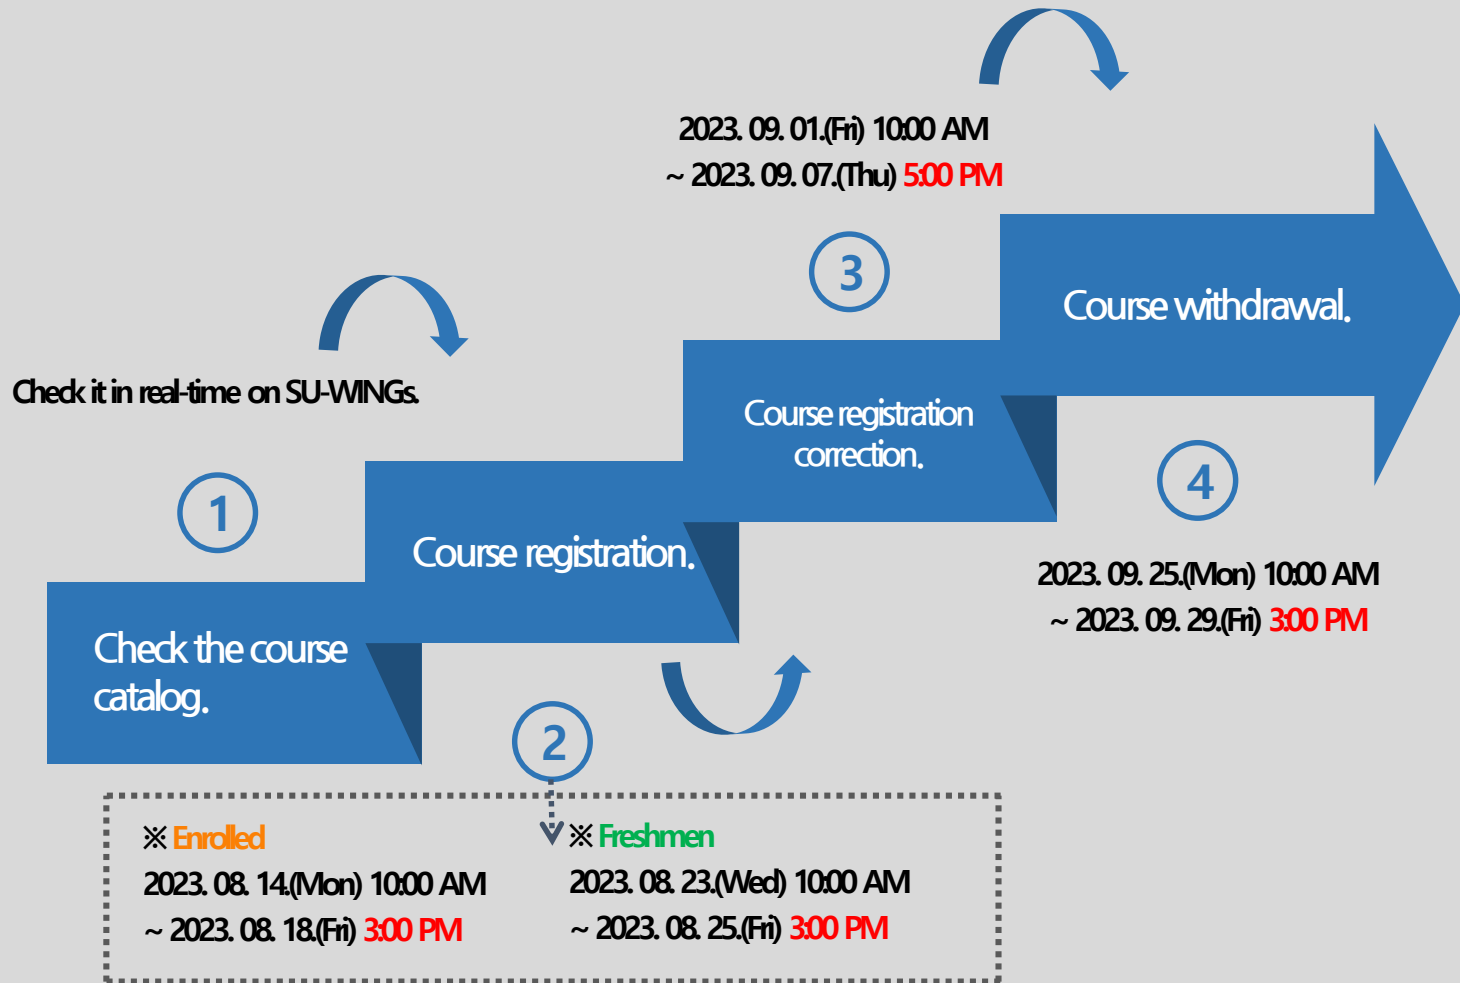 Check it in real-time on SU-WINGs.
1
Check the course
catalog.
Course registration.
2
※ Enrolled
2023. 08. 14.(Mon) 10:00 AM
~ 2023. 08. 18.(Fri) 3:00 PM
※ Freshmen
2023. 08. 23.(Wed) 10:00 AM
~ 2023. 08. 25.(Fri) 3:00 PM
2023. 09. 01.(Fri) 10:00 AM
~ 2023. 09. 07.(Thu) 5:00 PM
3
Course registration
correction.
Course withdrawal.
4
2023. 09. 25.(Mon) 10:00 AM
~ 2023. 09. 29.(Fri) 3:00 PM